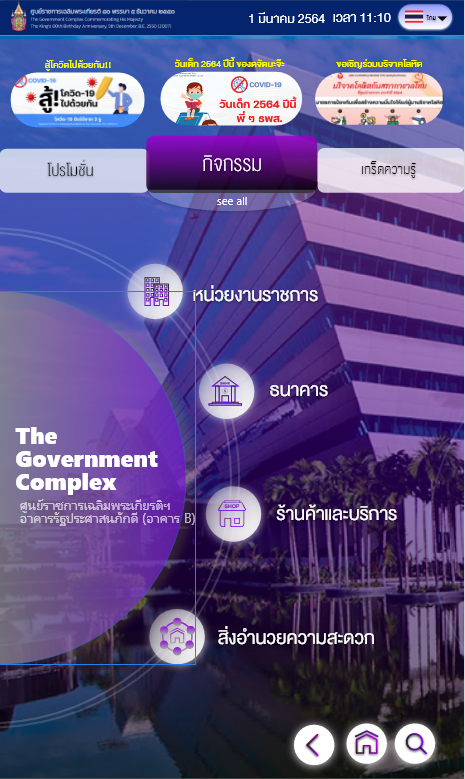 ศูนย์ราชการเฉลิมพระเกียรติ ๘๐ พรรษา ๕ ธันวาคม ๒๕๕๐
The Government Complex Commemorating His Majesty
The King's 80th Birthday Anniversary, 5th December, B.E. 2550 (2007)
1 มีนาคม 2564 เวลา 11:10
ไทย
สู้โควิดไปด้วยกัน!!
วันเด็ก 2564 ปีนี้ ของดจัดนะจ๊ะ
ขอเชิญร่วมบริจาคโลหิต
COVID-19
สู้!
โควิด-19
ไปด้วยกัน
COVID-19
วันเด็ก 2564 ปีนี้
ที่ ๆ รพส.
บริจาคโลหิตกับสภากาชาดไทย
โปรโมชั่น
กิจกรรม
เกร็ดความรู้
see all
หน่วยงานราชการ
ธนาคาร
The
Government
Complex
ศูนย์ราชการเฉลิมพระเกียรติฯ
อาคารรัฐประศาสนภักดี (อาคาร B)
SHOP
ร้านค้าและบริการ
สิ่งอำนวยความสะดวก